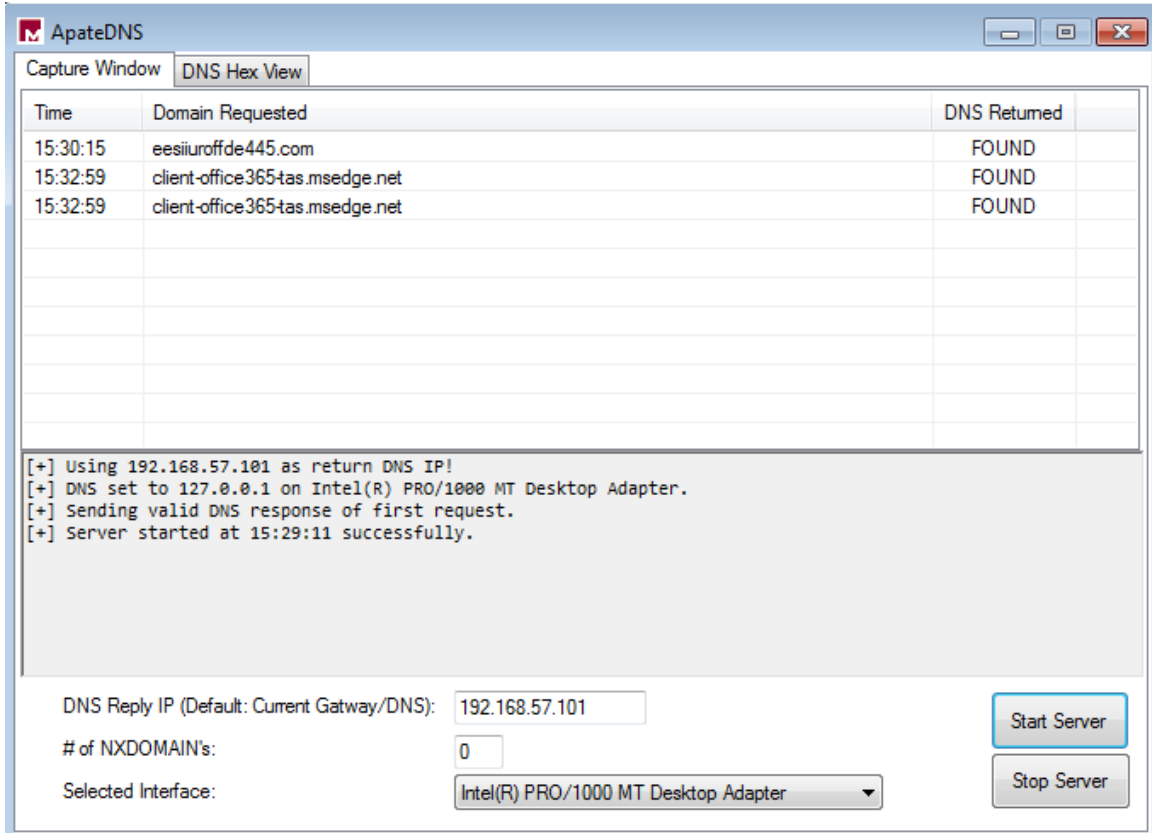 ApateDNS
Capture Window DNS Hex View
Time Domain Requested DNS Returned
15:30:15 eesiiuroffde445.com FOUND
15:32:59 client-office365-tas.msedge.net FOUND
15:32:59 client-office365-tas.msedge.net FOUND
[+] Using 192.168.57.101 as return DNS IP!
[+] DNS set to 127.0.0.1 on Intel(R) PRO/1000 MT Desktop Adapter.
[+] Sending valid DNS response of first request.
[+] Server started at 15:29:11 successfully.
DNS Reply IP (Default: Current Gatway/DNS): 192.168.57.101
Start Server
# of NXDOMAIN's: 0
Stop Server
Selected Interface: Intel(R) PRO/1000 MT Desktop Adapter